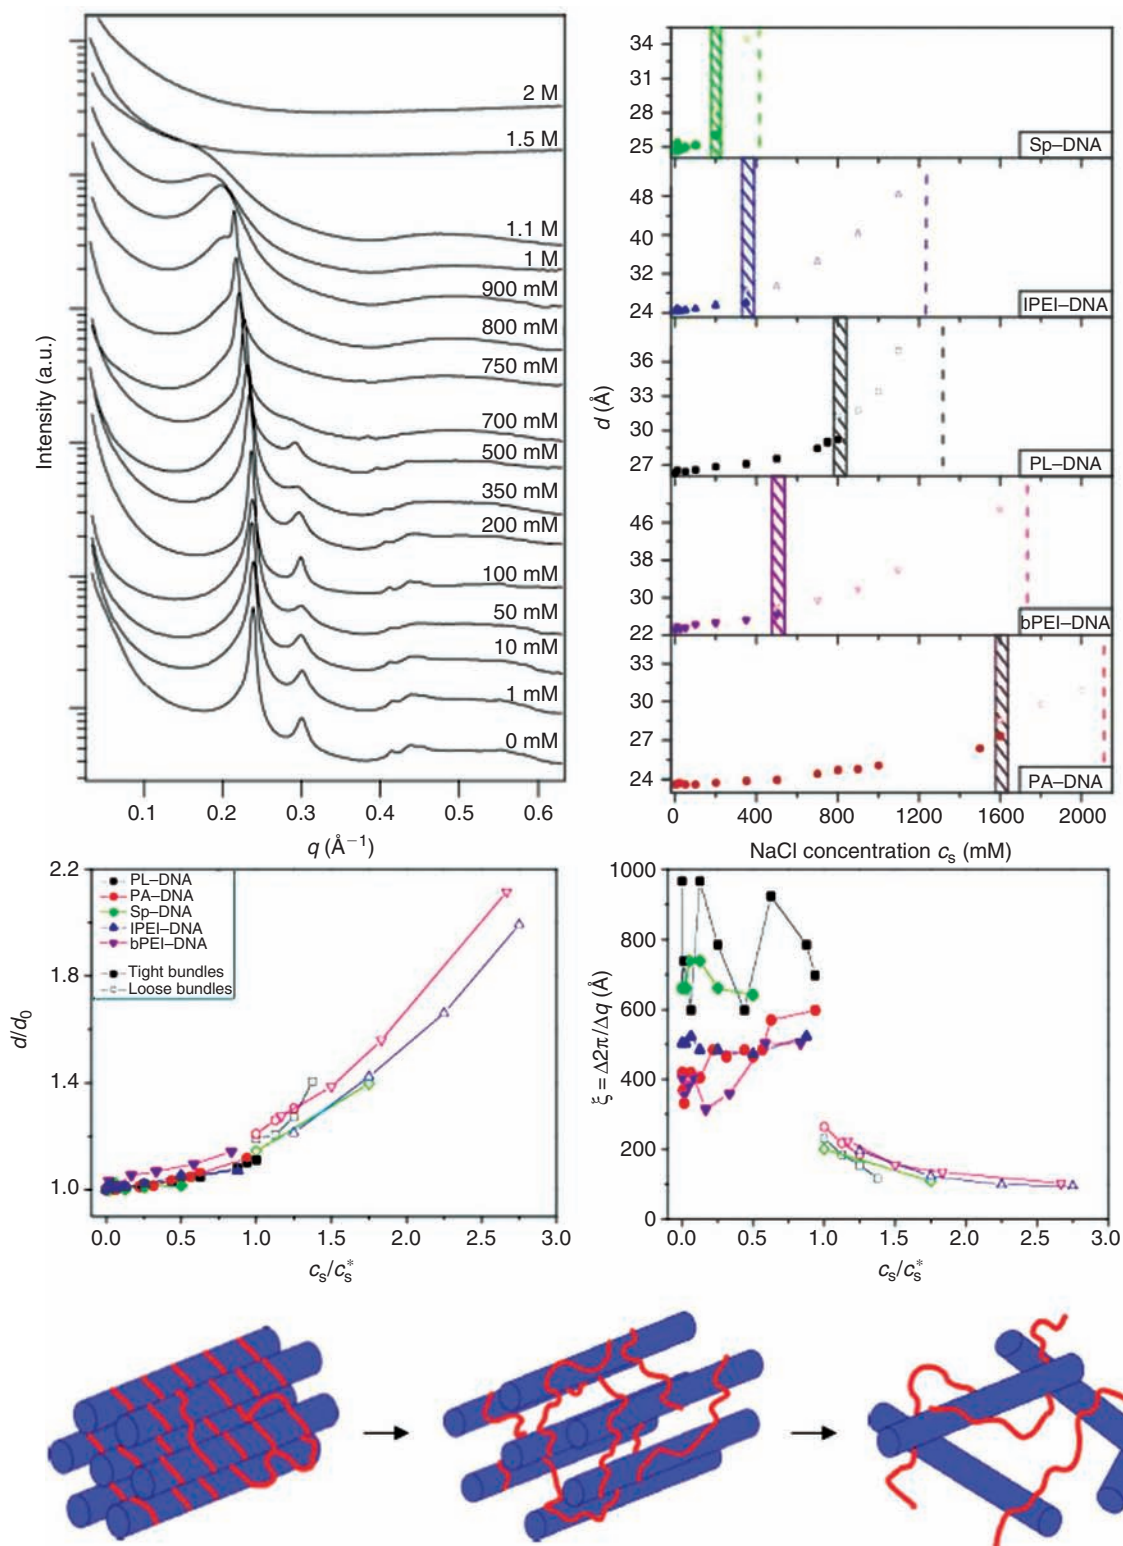 2 M
1.5 M
1.1 M
1 M
900 mM
800 mM
750 mM
700 mM
500 mM
350 mM
200 mM
100 mM
50 mM
10 mM
1 mM
0 mM
Intensity (a.u.)
0.1 0.2 0.3 0.4 0.5 0.6
q (Å⁻¹)
34
31
28
25
Sp–DNA
48
40
32
24
lPEI–DNA
36
33
30
27
PL–DNA
46
38
30
22
bPEI–DNA
33
30
27
24
PA–DNA
d (Å)
0 400 800 1200 1600 2000
NaCl concentration cₛ (mM)
2.2
1.8
1.4
1.0
d/d₀
PL–DNA
PA–DNA
Sp–DNA
lPEI–DNA
bPEI–DNA
Tight bundles
Loose bundles
0.0 0.5 1.0 1.5 2.0 2.5 3.0
cₛ/cₛ*
1000
800
600
400
200
0
ξ = Δ2π/Δq (Å)
0.0 0.5 1.0 1.5 2.0 2.5 3.0
cₛ/cₛ*